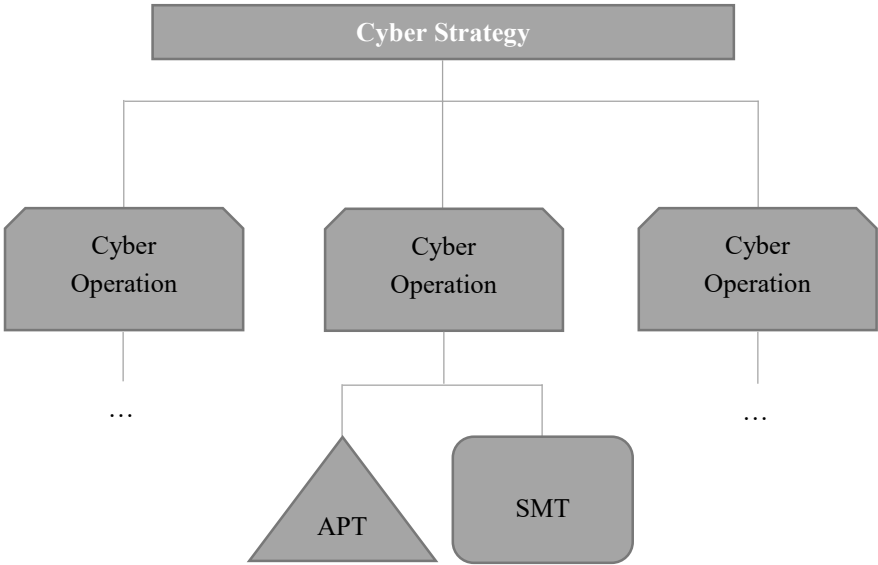 Cyber Strategy
Cyber
Operation
Cyber
Operation
Cyber
Operation
…
…
APT
SMT